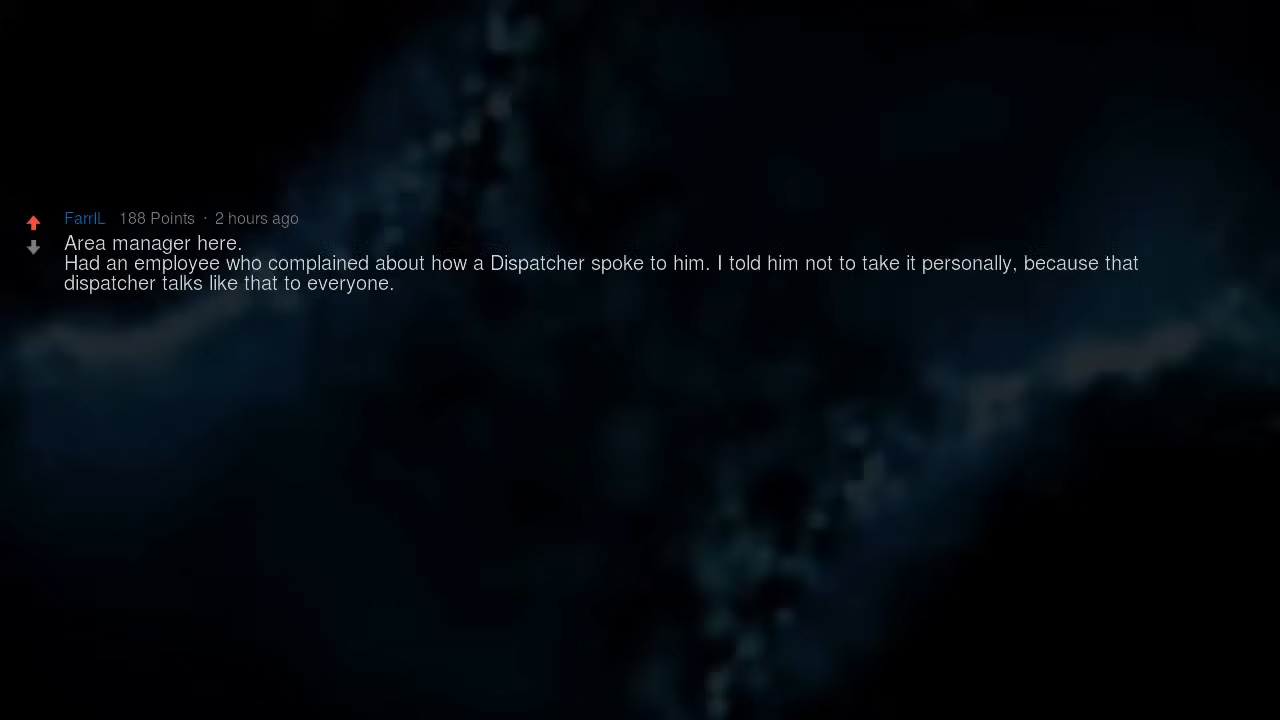 FarrIL 188 Points · 2 hours ago
Area manager here.
Had an employee who complained about how a Dispatcher spoke to him. I told him not to take it personally, because that
dispatcher talks like that to everyone.